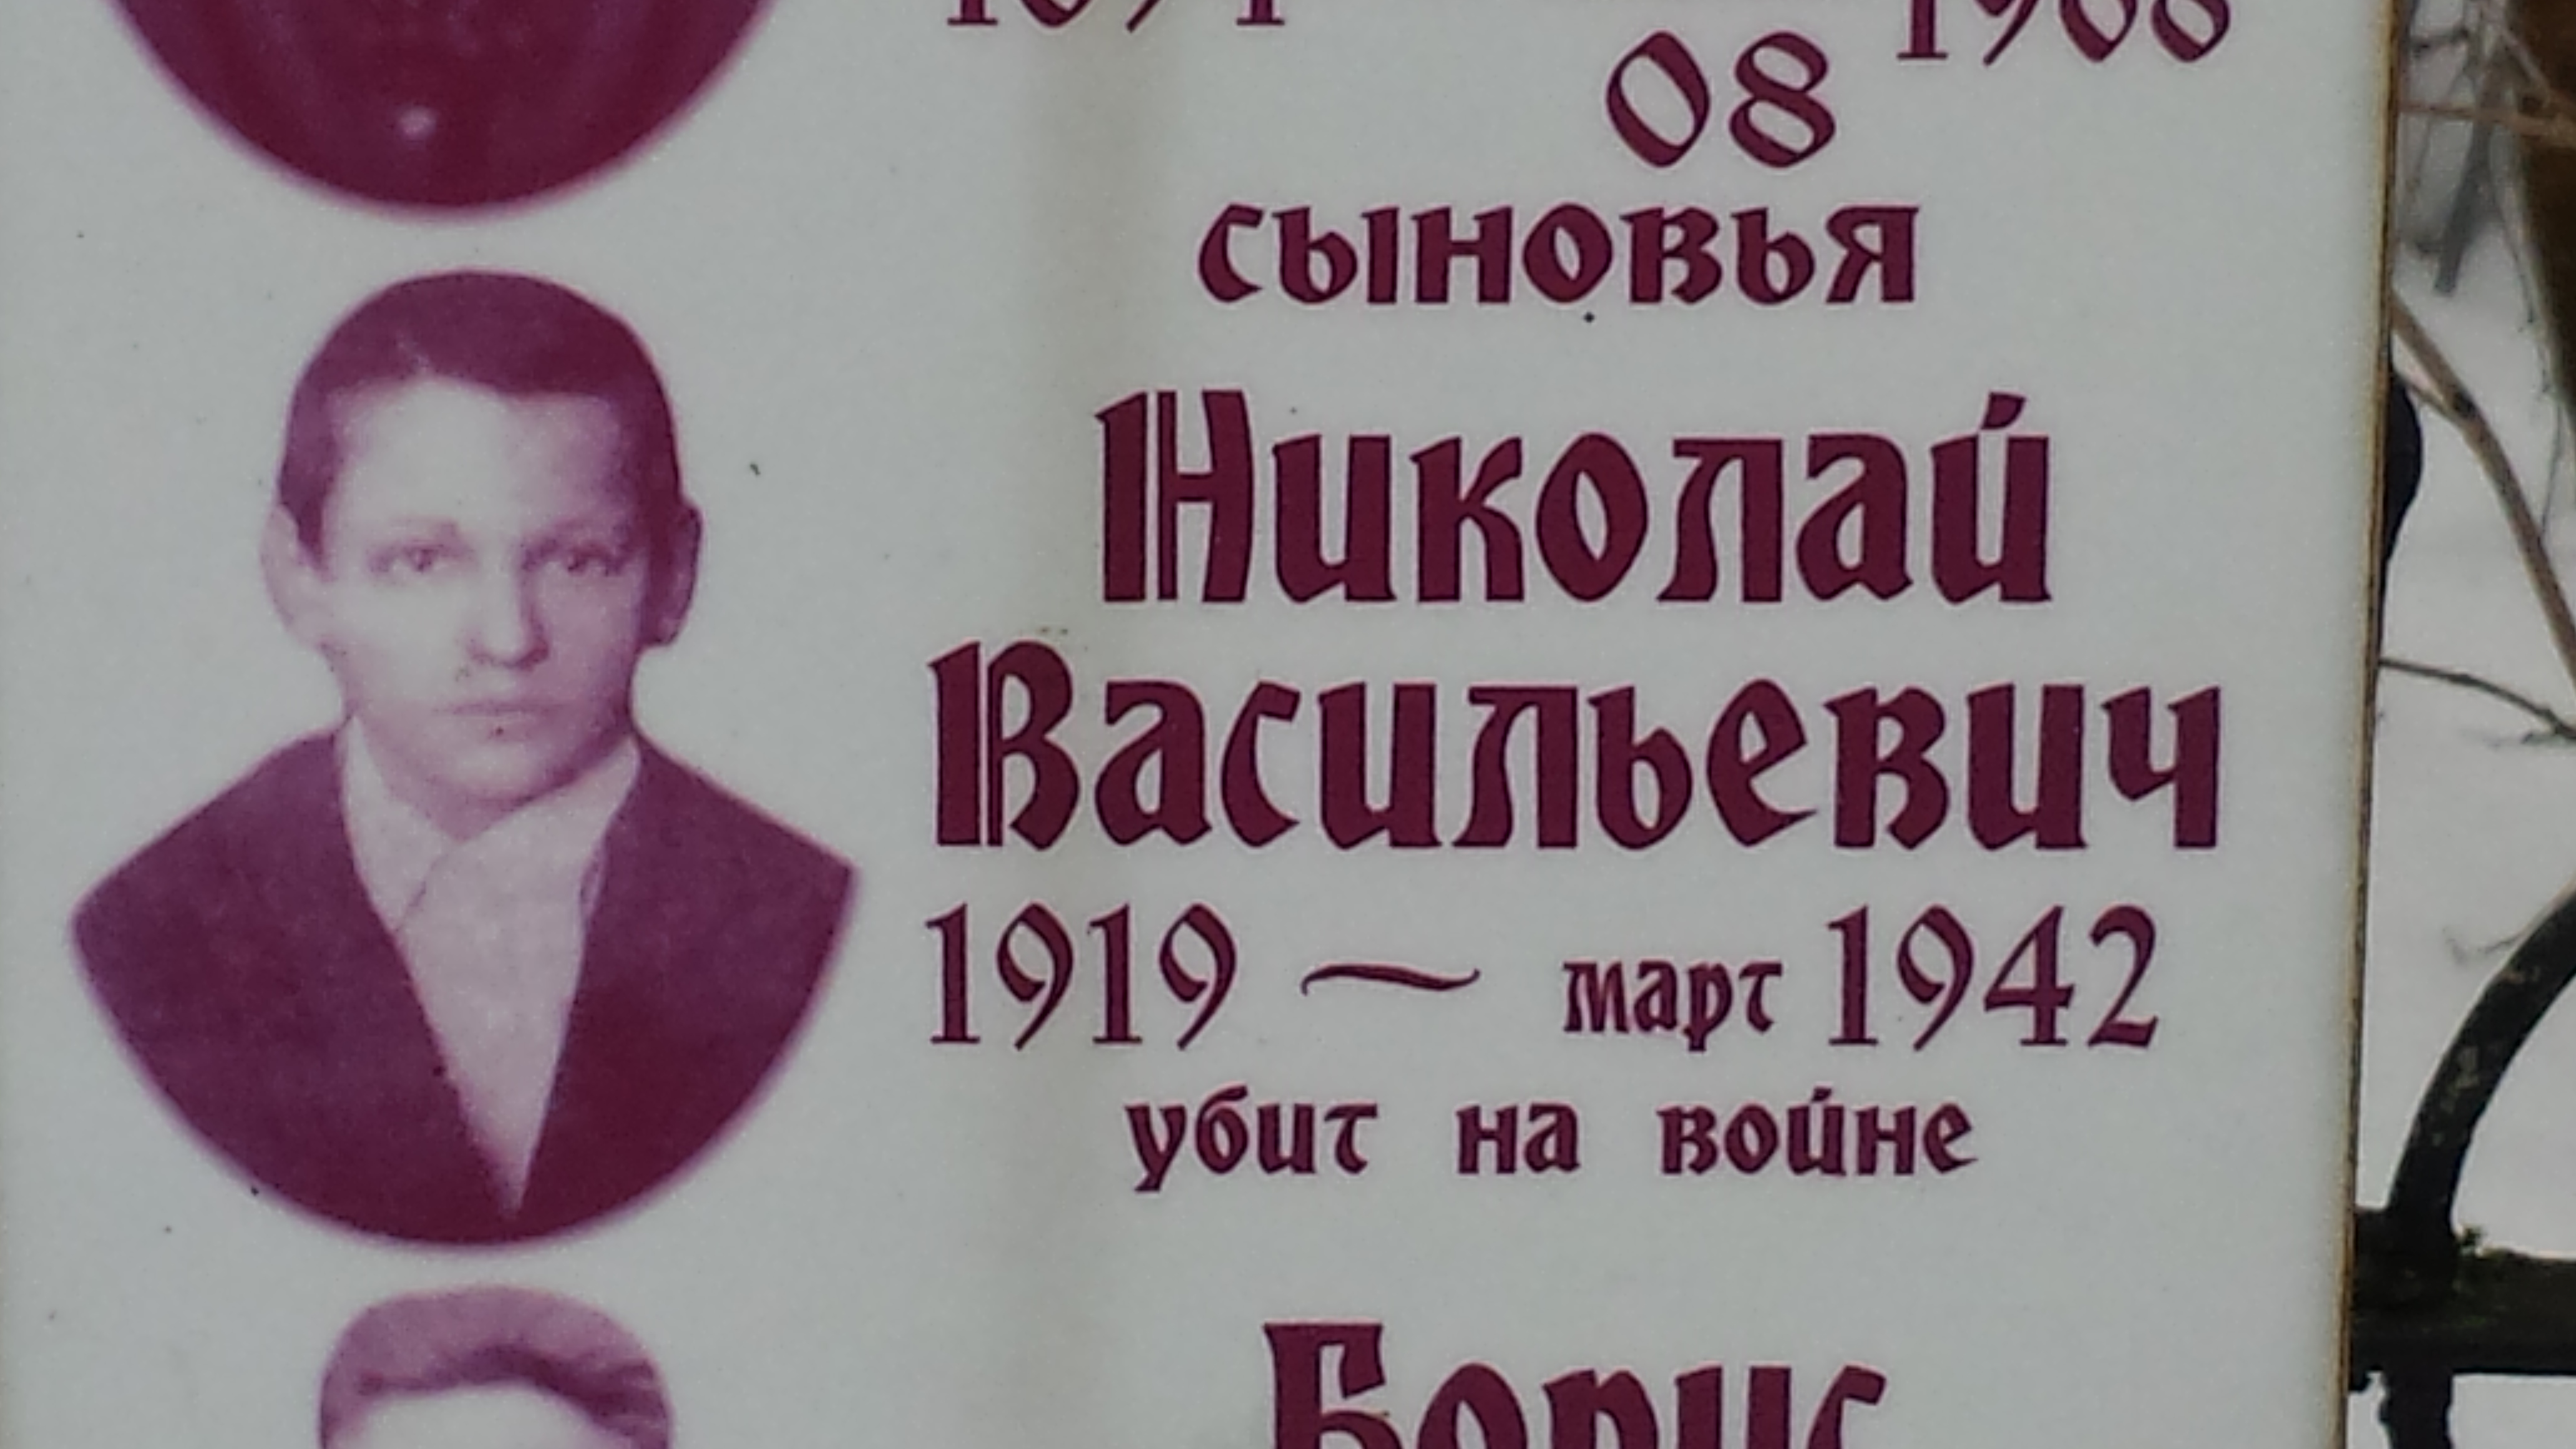 08
сыновья
Николай
Васильевич
1919 — март 1942
убит на войне
Борис